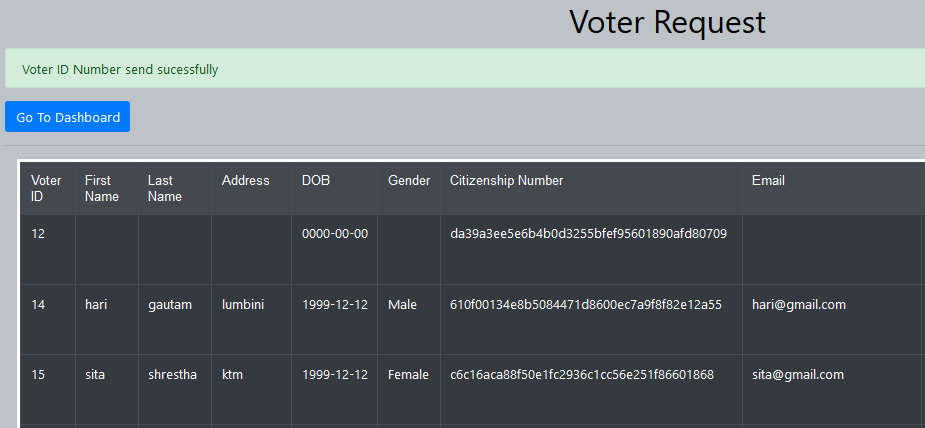 Voter Request
Voter ID Number send sucessfully
Go To Dashboard
Voter ID First Name Last Name Address DOB Gender Citizenship Number Email
12 0000-00-00 da39a3ee5e6b4b0d3255bfef95601890afd80709
14 hari gautam lumbini 1999-12-12 Male 610f00134e8b5084471d8600ec7a9f8f82e12a55 hari@gmail.com
15 sita shrestha ktm 1999-12-12 Female c6c16aca88f50e1fc2936c1cc56e251f86601868 sita@gmail.com